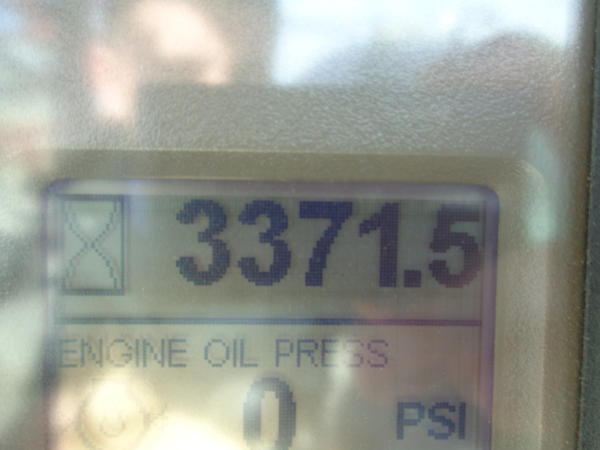 3371.5
ENGINE OIL PRESS
0 PSI